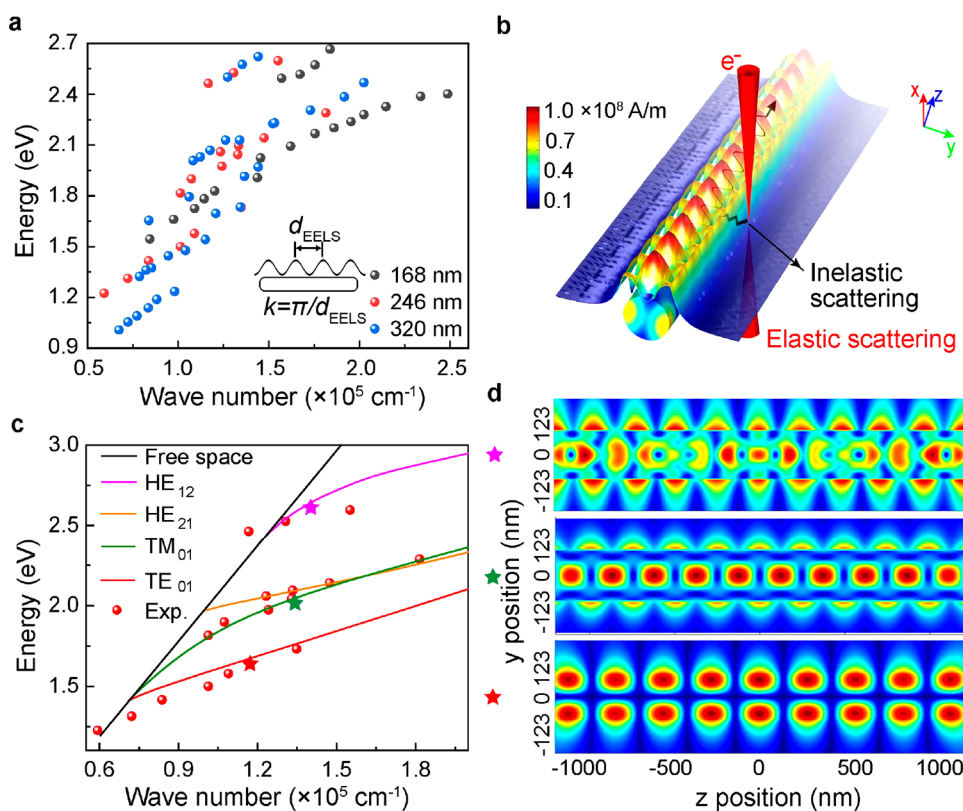 a
2.7
2.4
2.1
1.8
1.5
1.2
0.9
Energy (eV)
0.5
1.0
1.5
2.0
2.5
Wave number (×10⁵ cm⁻¹)
d_EELS
k=π/d_EELS
168 nm
246 nm
320 nm
b
e⁻
1.0 ×10⁸ A/m
0.7
0.4
0.1
x
z
y
Inelastic
scattering
Elastic scattering
c
3.0
2.5
2.0
1.5
Energy (eV)
Free space
HE₁₂
HE₂₁
TM₀₁
TE₀₁
Exp.
0.6
0.9
1.2
1.5
1.8
Wave number (×10⁵ cm⁻¹)
d
-123 0 123
-123 0 123
-123 0 123
y position (nm)
-1000
-500
0
500
1000
z position (nm)